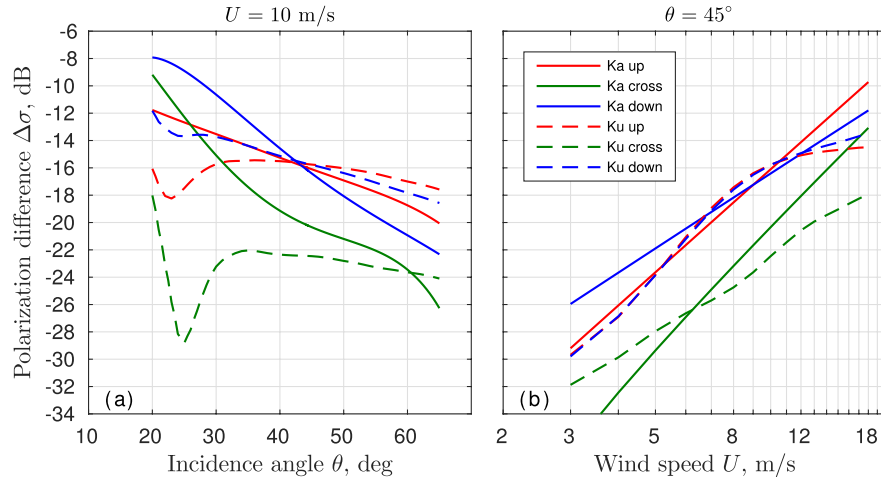 U = 10 m/s
θ = 45°
Polarization difference Δσ, dB
-6
-8
-10
-12
-14
-16
-18
-20
-22
-24
-26
-28
-30
-32
-34
(a)
10 20 30 40 50 60
Incidence angle θ, deg
Ka up
Ka cross
Ka down
Ku up
Ku cross
Ku down
(b)
2 3 5 8 12 18
Wind speed U, m/s